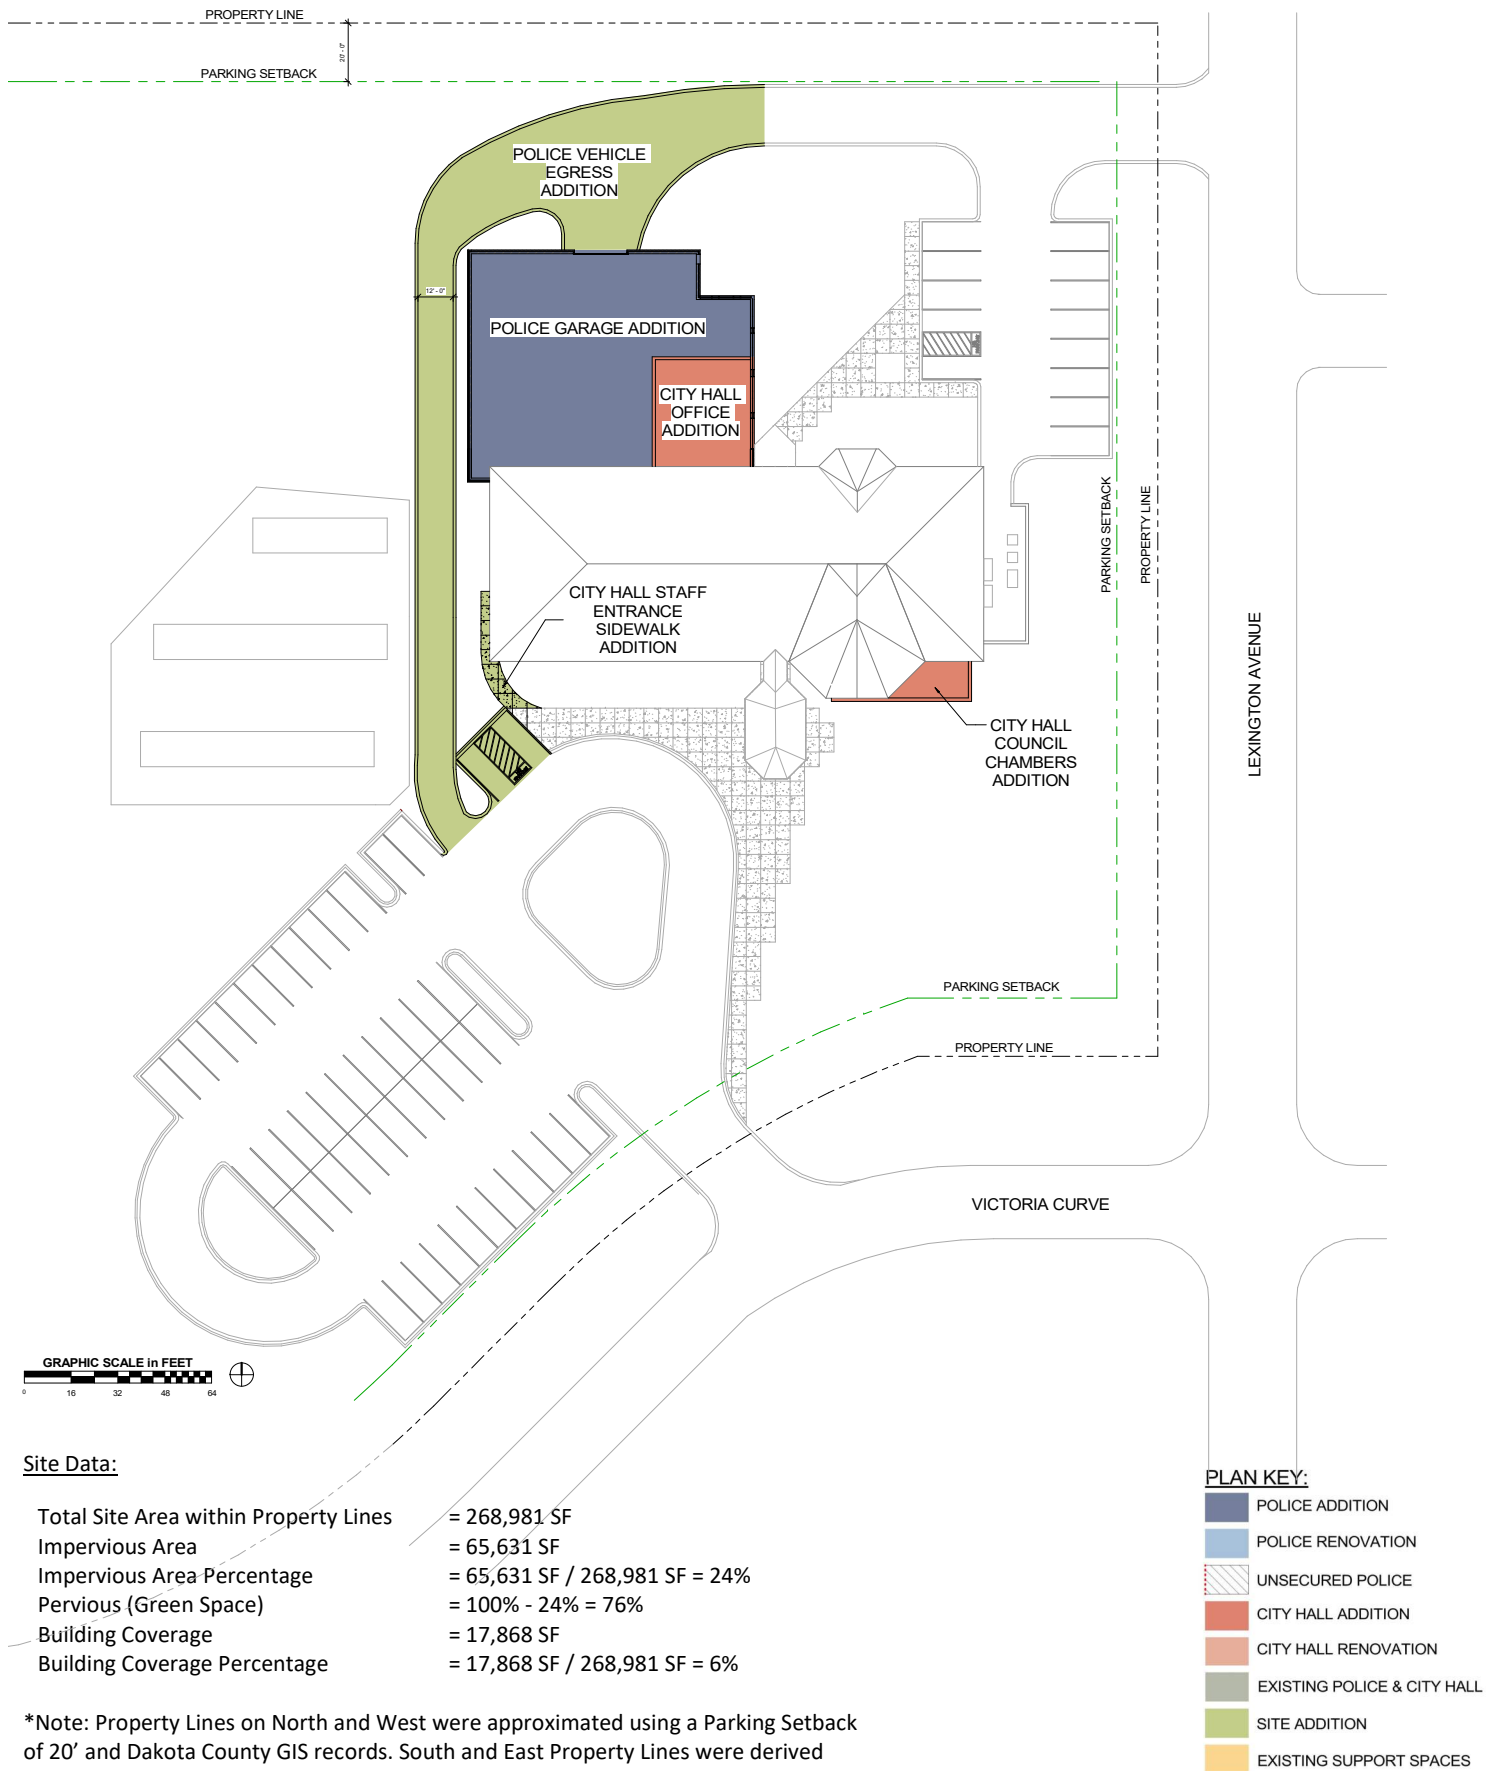 PROPERTY LINE
20' - 0"
PARKING SETBACK
POLICE VEHICLE
EGRESS
ADDITION
12' - 0"
POLICE GARAGE ADDITION
CITY HALL
OFFICE
ADDITION
PARKING SETBACK
PROPERTY LINE
CITY HALL STAFF
ENTRANCE
SIDEWALK
ADDITION
LEXINGTON AVENUE
CITY HALL
COUNCIL
CHAMBERS
ADDITION
PARKING SETBACK
PROPERTY LINE
VICTORIA CURVE
GRAPHIC SCALE in FEET
0 16 32 48 64
Site Data:
Total Site Area within Property Lines = 268,981 SF
Impervious Area = 65,631 SF
Impervious Area Percentage = 65,631 SF / 268,981 SF = 24%
Pervious (Green Space) = 100% - 24% = 76%
Building Coverage = 17,868 SF
Building Coverage Percentage = 17,868 SF / 268,981 SF = 6%
*Note: Property Lines on North and West were approximated using a Parking Setback
of 20’ and Dakota County GIS records. South and East Property Lines were derived
PLAN KEY:
POLICE ADDITION
POLICE RENOVATION
UNSECURED POLICE
CITY HALL ADDITION
CITY HALL RENOVATION
EXISTING POLICE & CITY HALL
SITE ADDITION
EXISTING SUPPORT SPACES